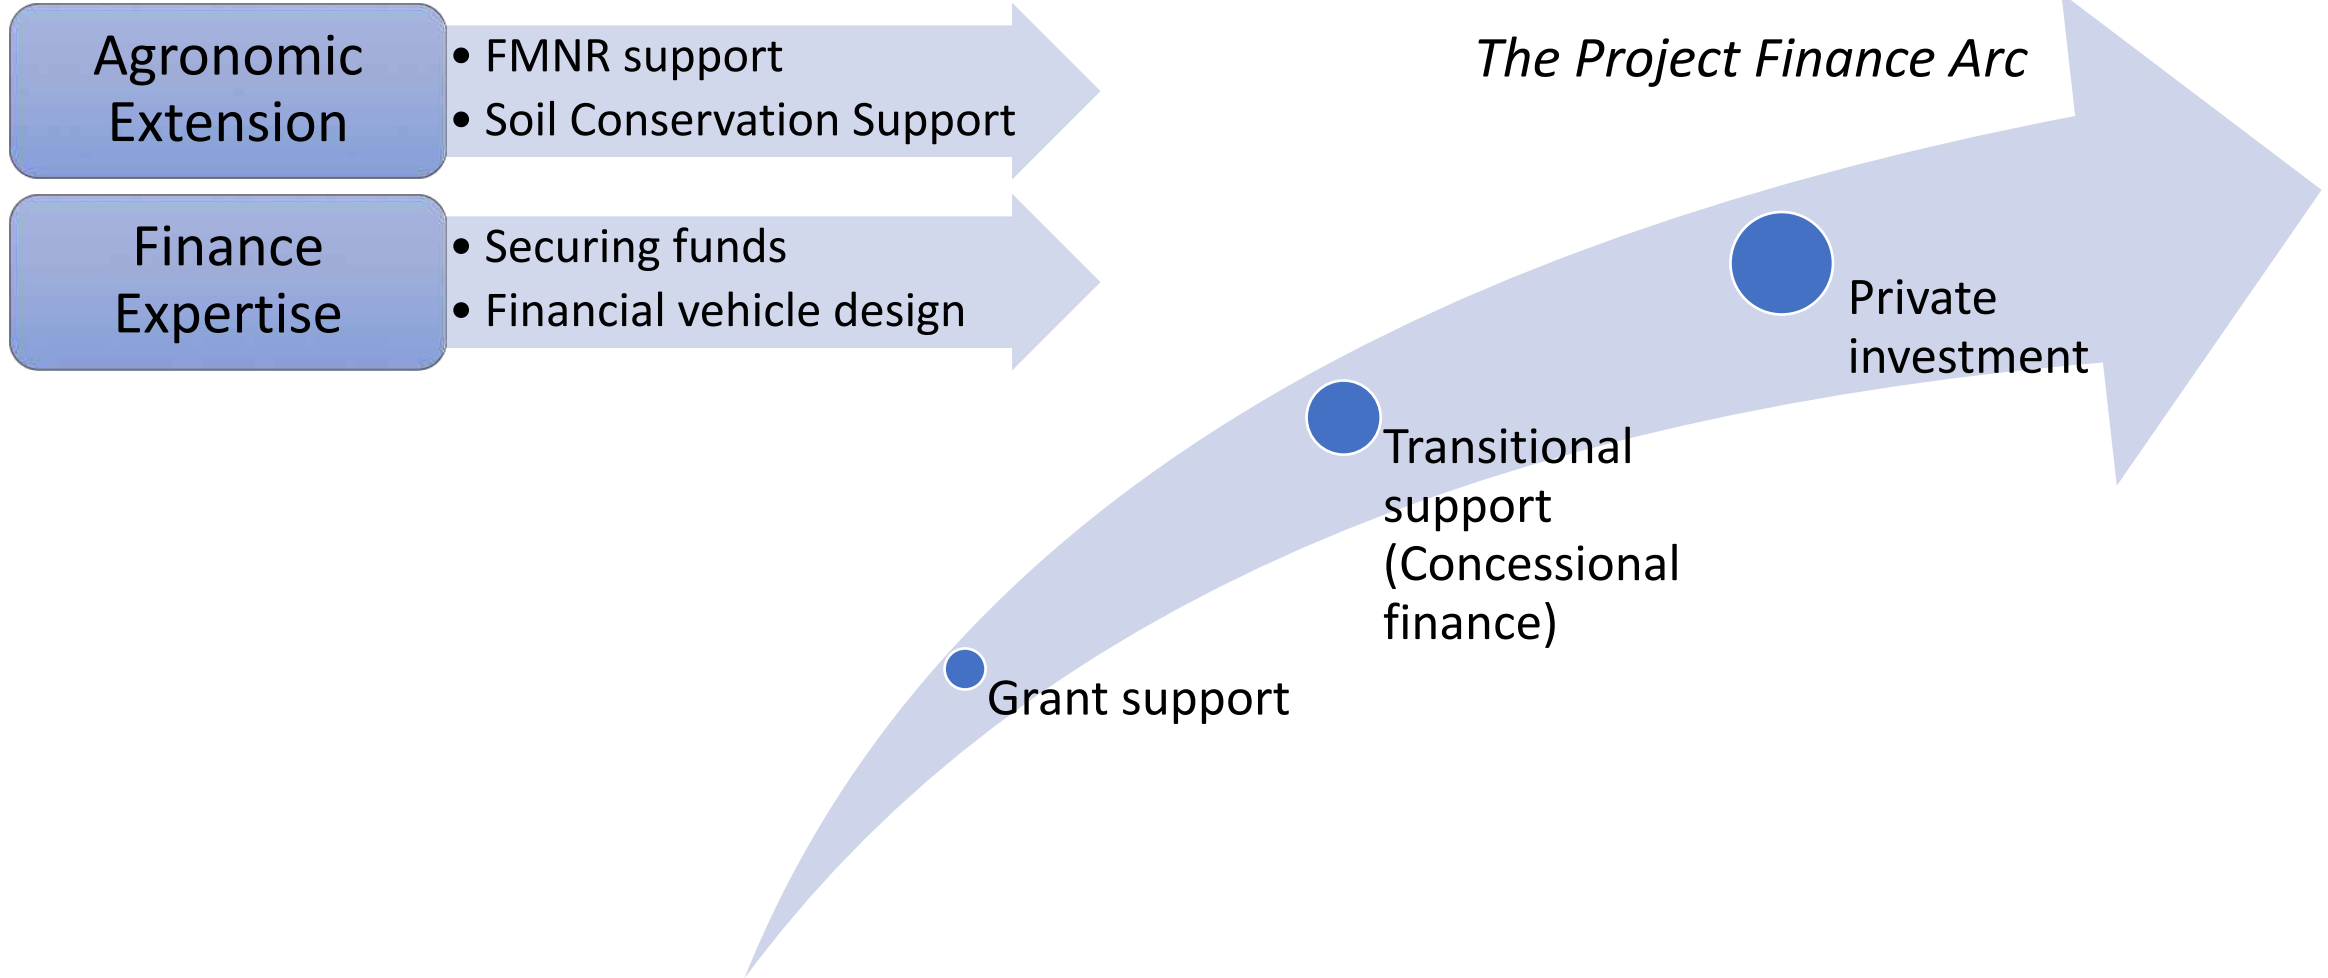 Agronomic
Extension
• FMNR support
• Soil Conservation Support
Finance
Expertise
• Securing funds
• Financial vehicle design
The Project Finance Arc
Private
investment
Transitional
support
(Concessional
finance)
Grant support